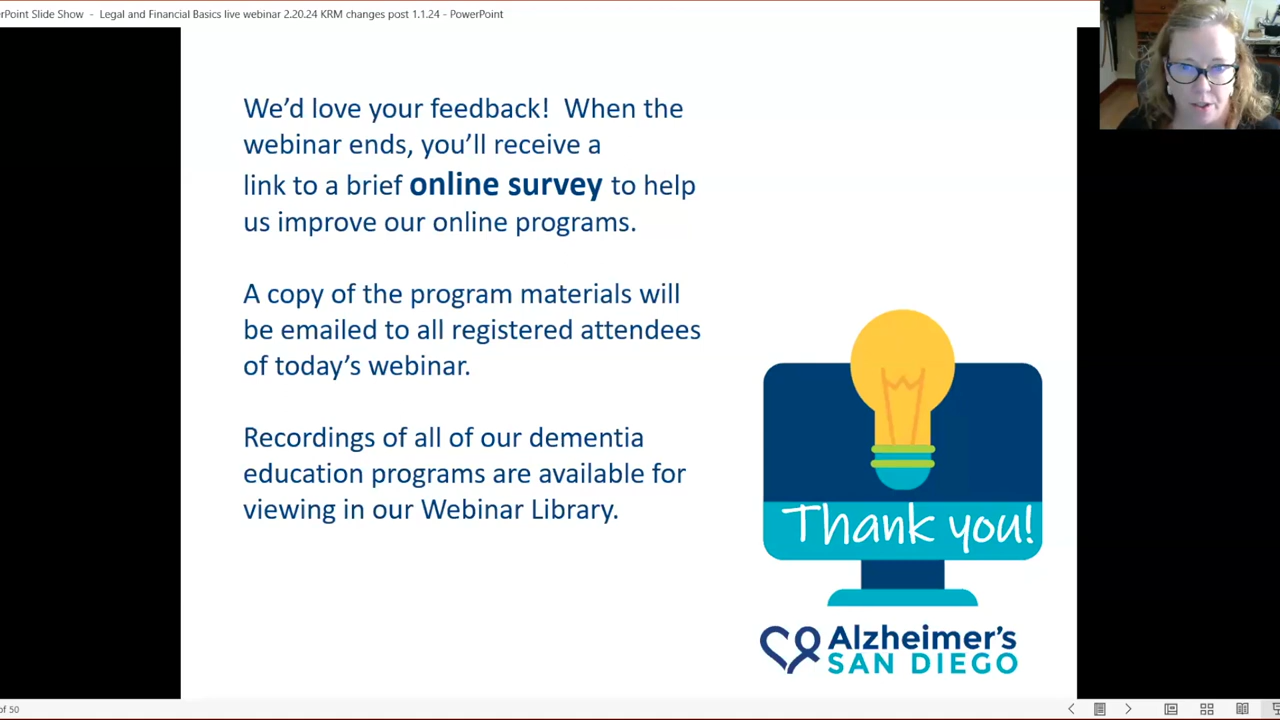 PointSlide Show - Legal and Financial Basics live webinar 2.20.24 KRM changes post 1.1.24 - PowerPoint
We'd love your feedback! When the
webinar ends, you'll receive a
link to a brief online survey to help
us improve our online programs.
A copy of the program materials will
be emailed to all registered attendees
of today's webinar.
Recordings of all of our dementia
education programs are available for
viewing in our Webinar Library.
Thank you!
Alzheimer's
SAN DIEGO
of 50